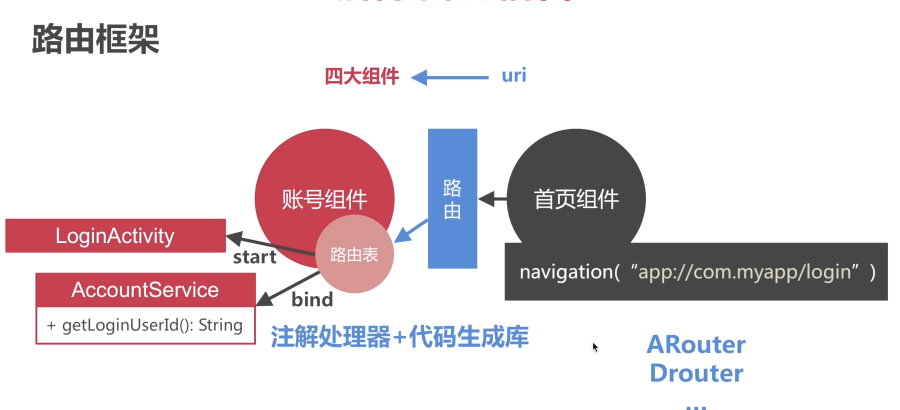 路由框架
四大组件
uri
账号组件
路由
首页组件
路由表
LoginActivity
start
AccountService
bind
+ getLoginUserId(): String
navigation(“app://com.myapp/login”)
注解处理器+代码生成库
ARouter
Drouter
...